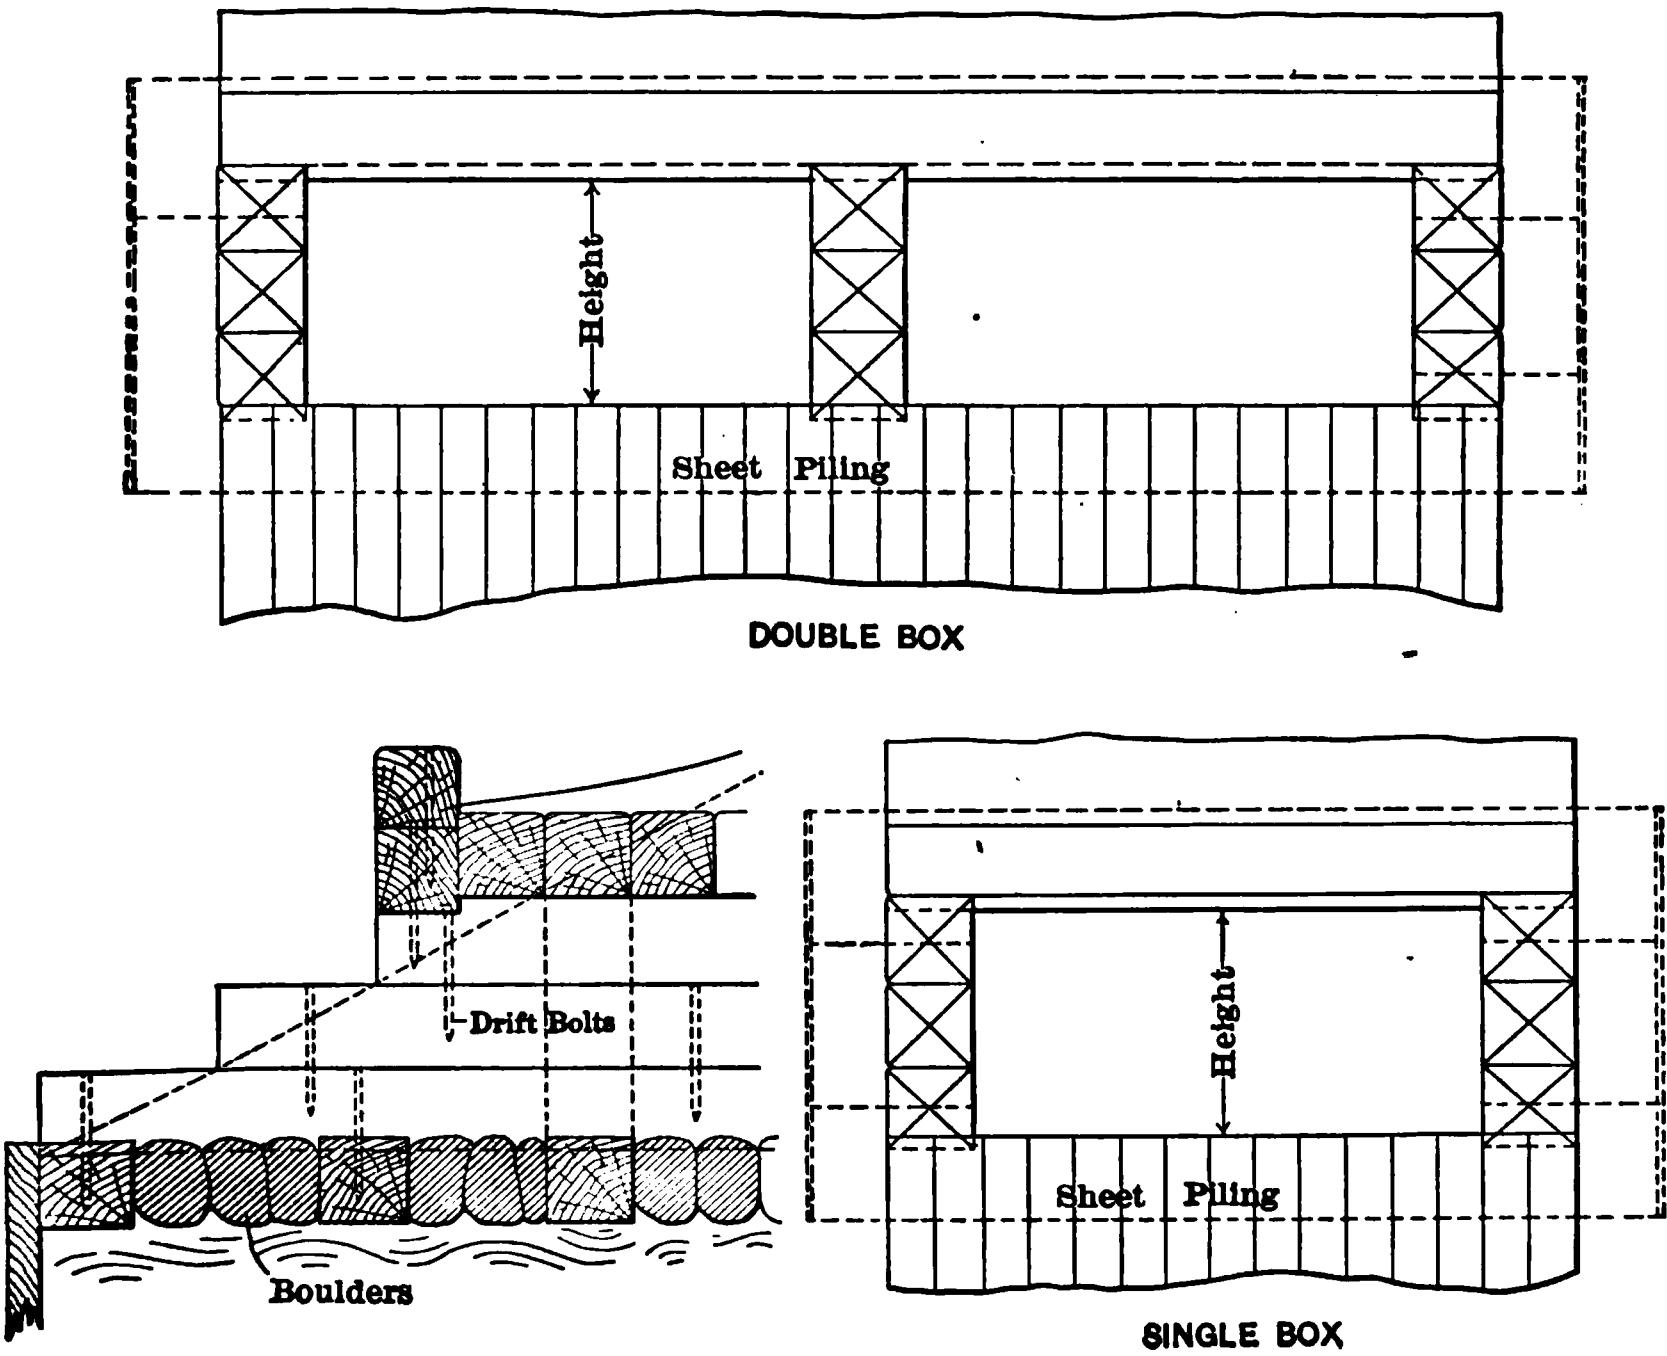 Height
Sheet Piling
DOUBLE BOX
Drift Bolts
Boulders
Height
Sheet Piling
SINGLE BOX